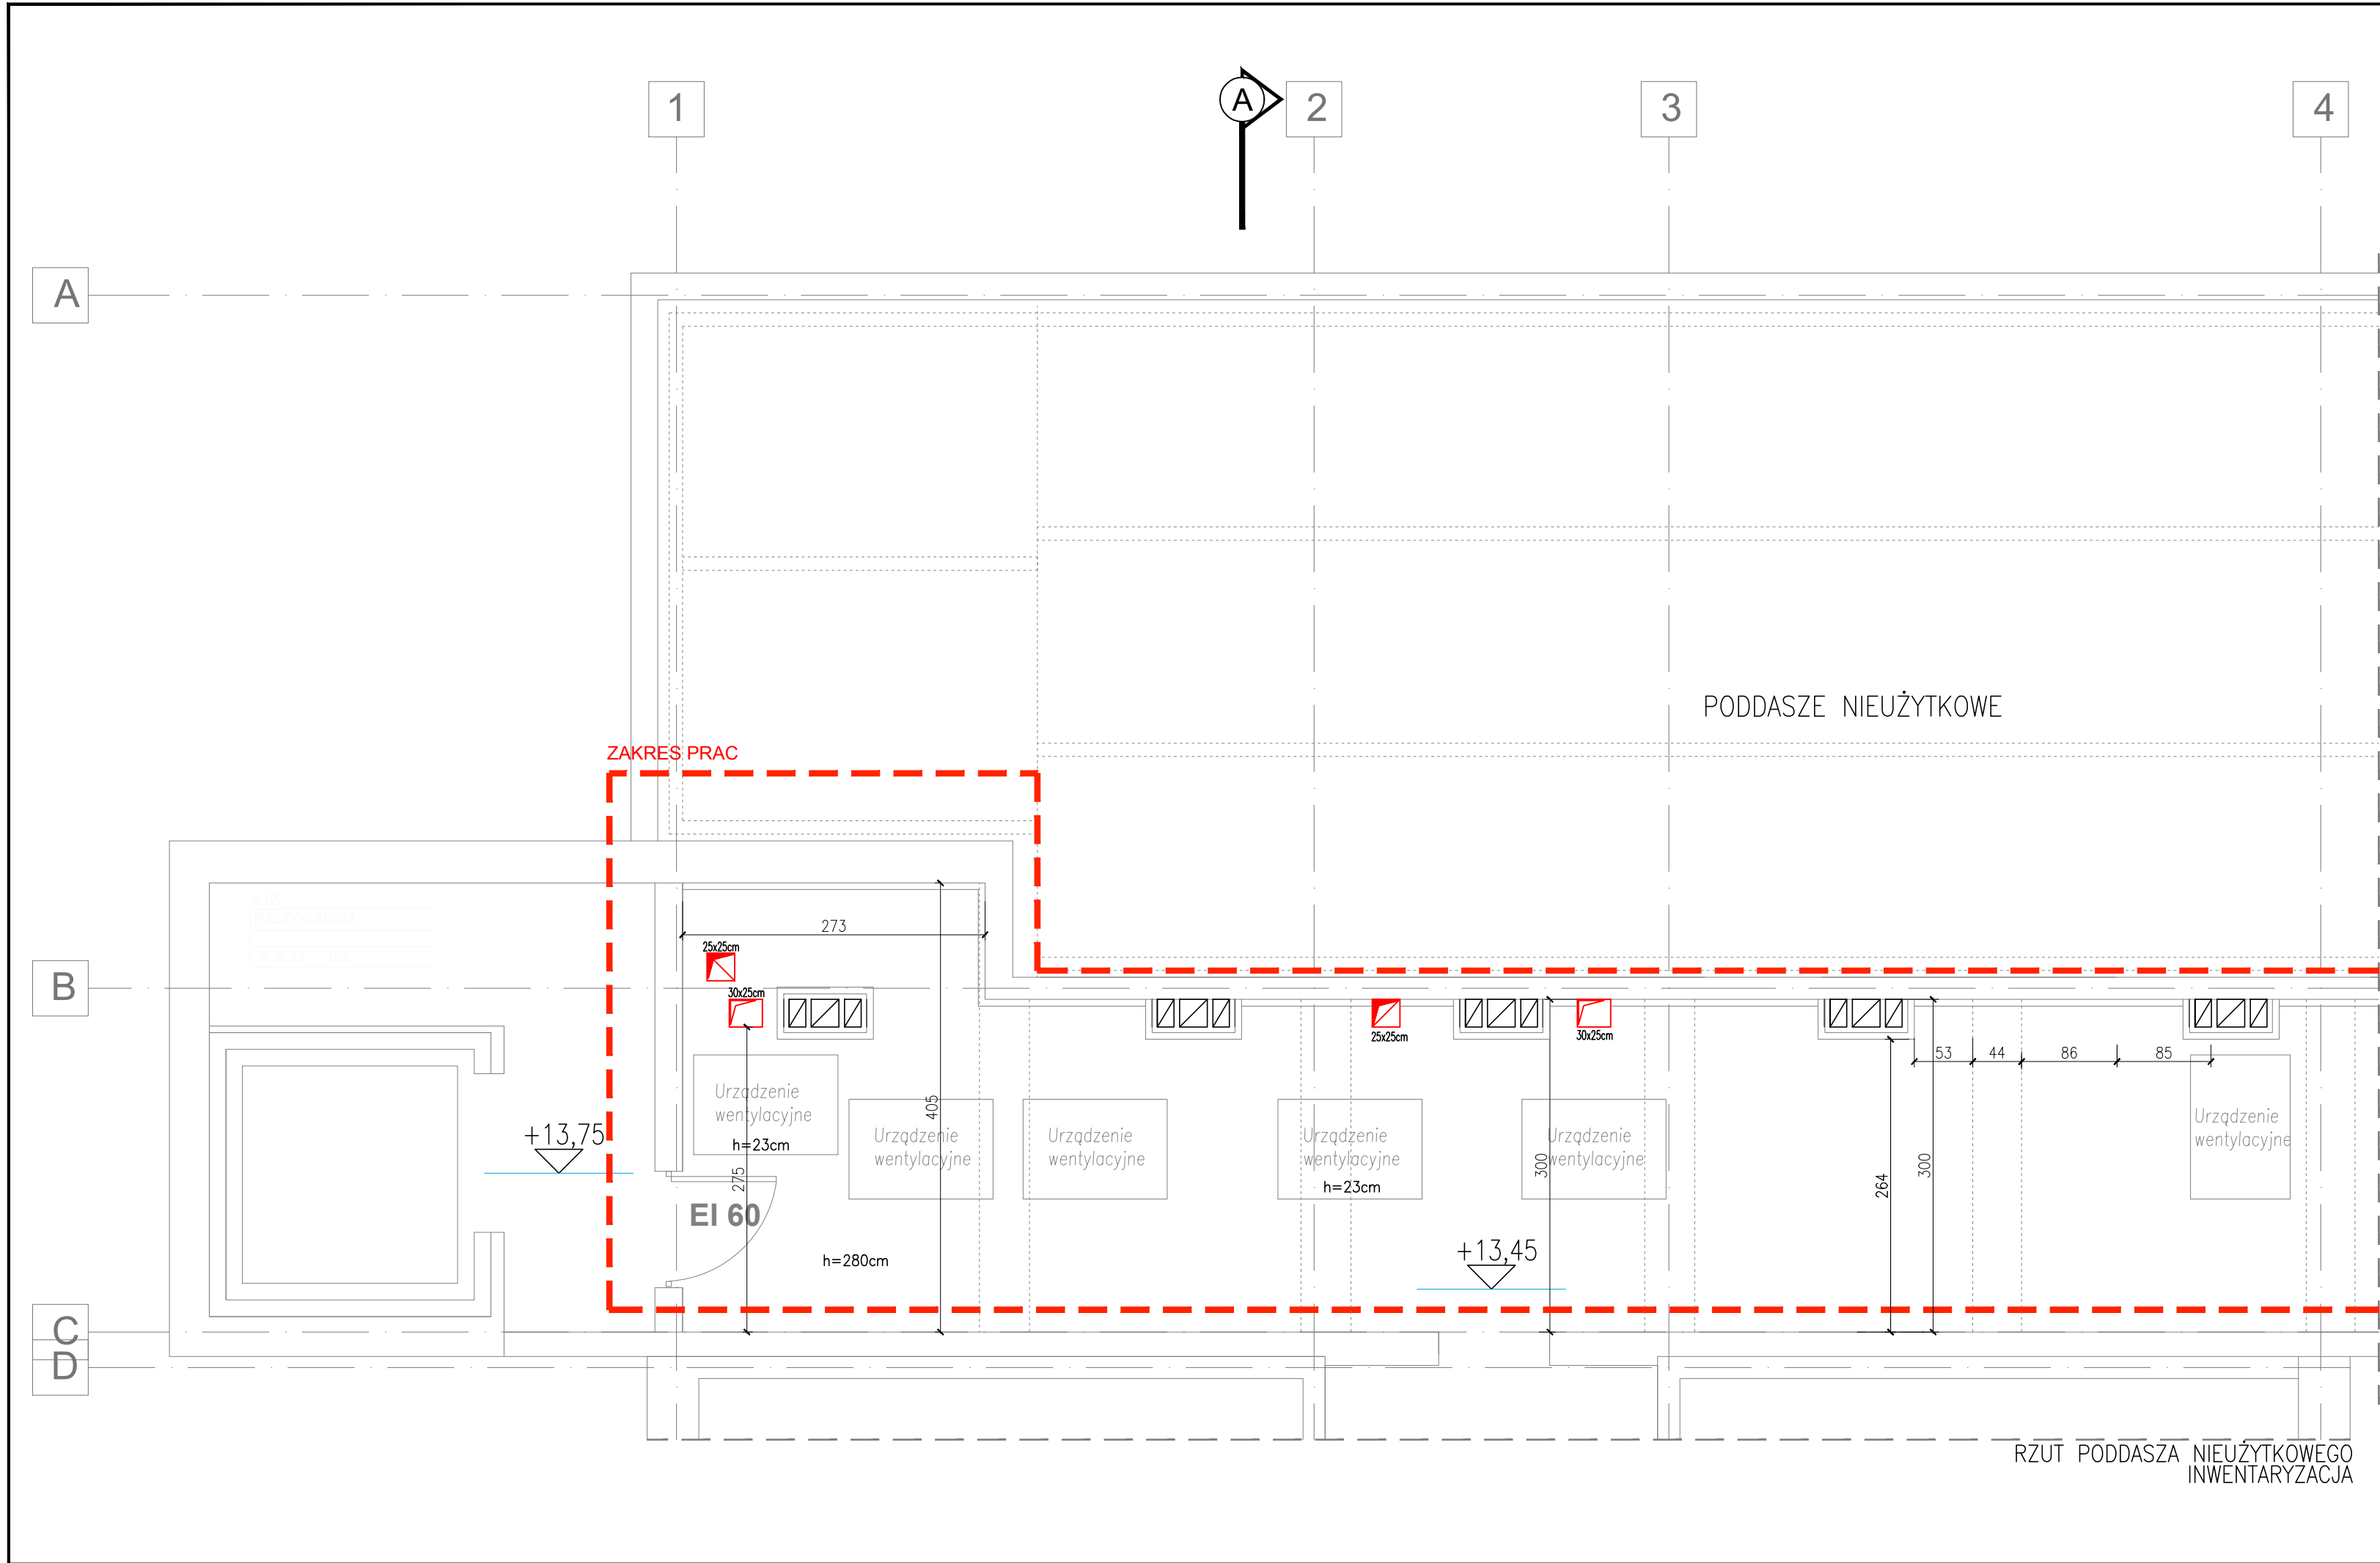 1
A
2
3
4
A
PODDASZE NIEUŻYTKOWE
ZAKRES PRAC
MASZYNOWNIA
273
25x25cm
B
30x25cm
25x25cm
30x25cm
53
44
86
85
Urządzenie
wentylacyjne
h=23cm
405
Urządzenie
wentylacyjne
Urządzenie
wentylacyjne
Urządzenie
wentylacyjne
h=23cm
300
Urządzenie
wentylacyjne
264
300
Urządzenie
wentylacyjne
+13,75
275
EI 60
h=280cm
+13,45
C
D
RZUT PODDASZA NIEUŻYTKOWEGO
INWENTARYZACJA